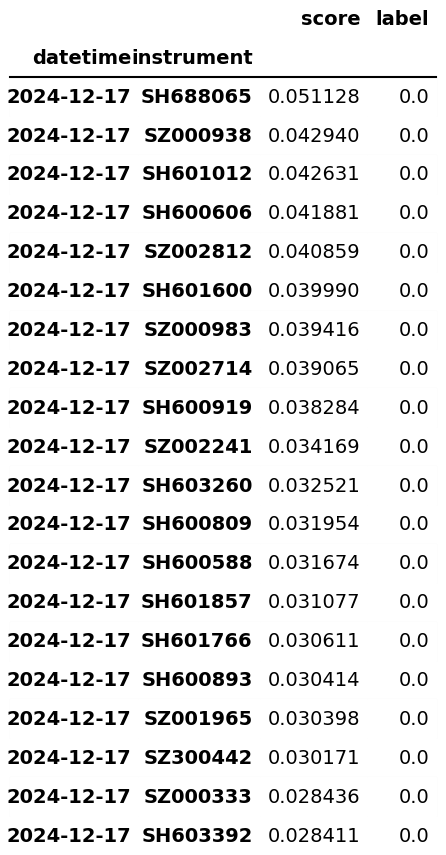 score label
datetime instrument
2024-12-17 SH688065 0.051128 0.0
2024-12-17 SZ000938 0.042940 0.0
2024-12-17 SH601012 0.042631 0.0
2024-12-17 SH600606 0.041881 0.0
2024-12-17 SZ002812 0.040859 0.0
2024-12-17 SH601600 0.039990 0.0
2024-12-17 SZ000983 0.039416 0.0
2024-12-17 SZ002714 0.039065 0.0
2024-12-17 SH600919 0.038284 0.0
2024-12-17 SZ002241 0.034169 0.0
2024-12-17 SH603260 0.032521 0.0
2024-12-17 SH600809 0.031954 0.0
2024-12-17 SH600588 0.031674 0.0
2024-12-17 SH601857 0.031077 0.0
2024-12-17 SH601766 0.030611 0.0
2024-12-17 SH600893 0.030414 0.0
2024-12-17 SZ001965 0.030398 0.0
2024-12-17 SZ300442 0.030171 0.0
2024-12-17 SZ000333 0.028436 0.0
2024-12-17 SH603392 0.028411 0.0